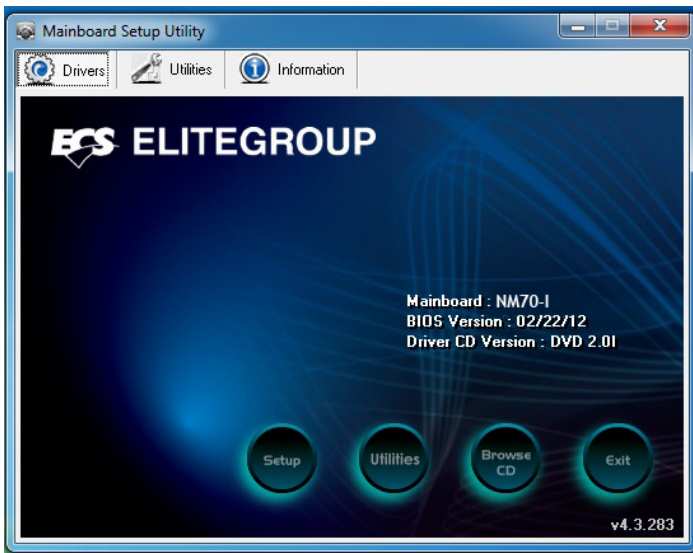 Mainboard Setup Utility
Drivers Utilities Information
ECS ELITEGROUP
Mainboard : NM70-I
BIOS Version : 02/22/12
Driver CD Version : DVD 2.0I
Setup
Utilities
Browse
CD
Exit
v4.3.283